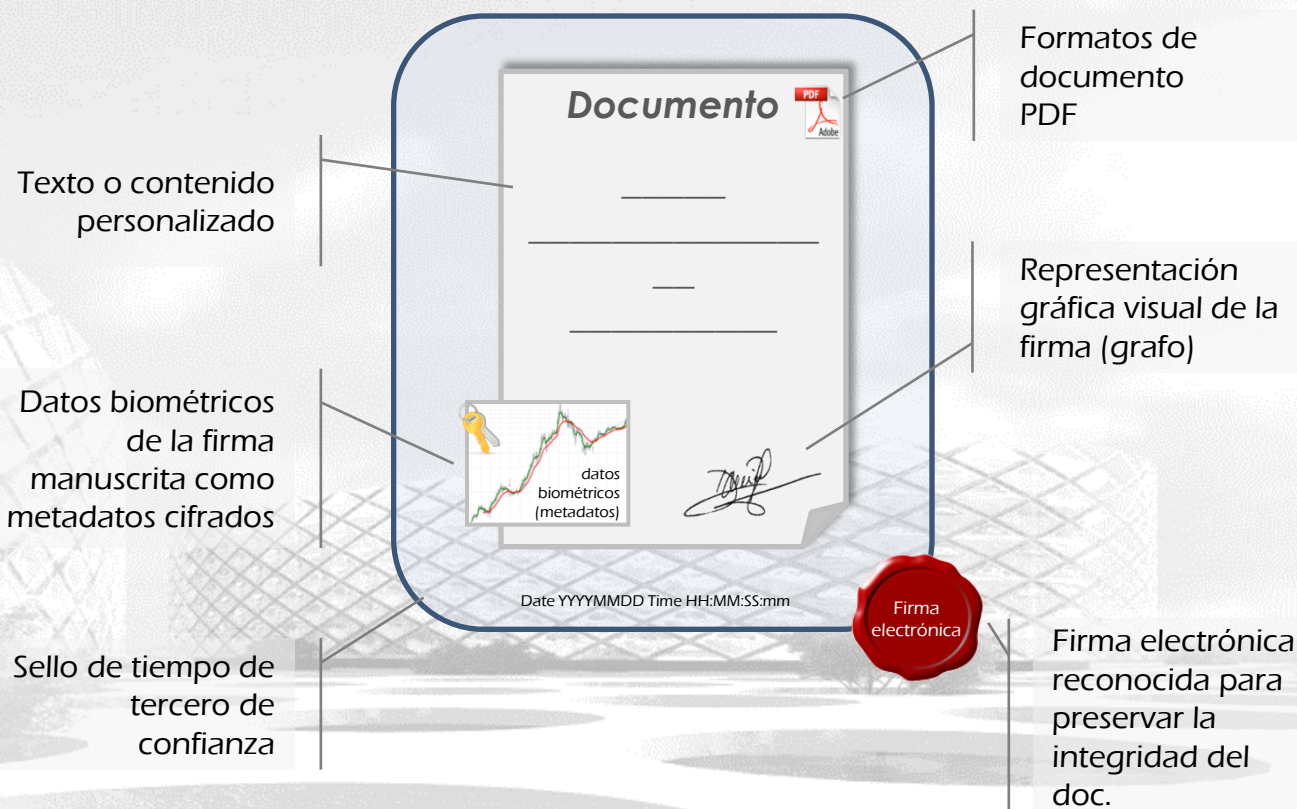 Formatos de
documento
PDF
Documento
PDF
Adobe
Texto o contenido
personalizado
Representación
gráfica visual de la
firma (grafo)
Datos biométricos
de la firma
manuscrita como
metadatos cifrados
datos
biométricos
(metadatos)
Date YYYYMMDD Time HH:MM:SS:mm
Firma
electrónica
Sello de tiempo de
tercero de
confianza
Firma electrónica
reconocida para
preservar la
integridad del
doc.